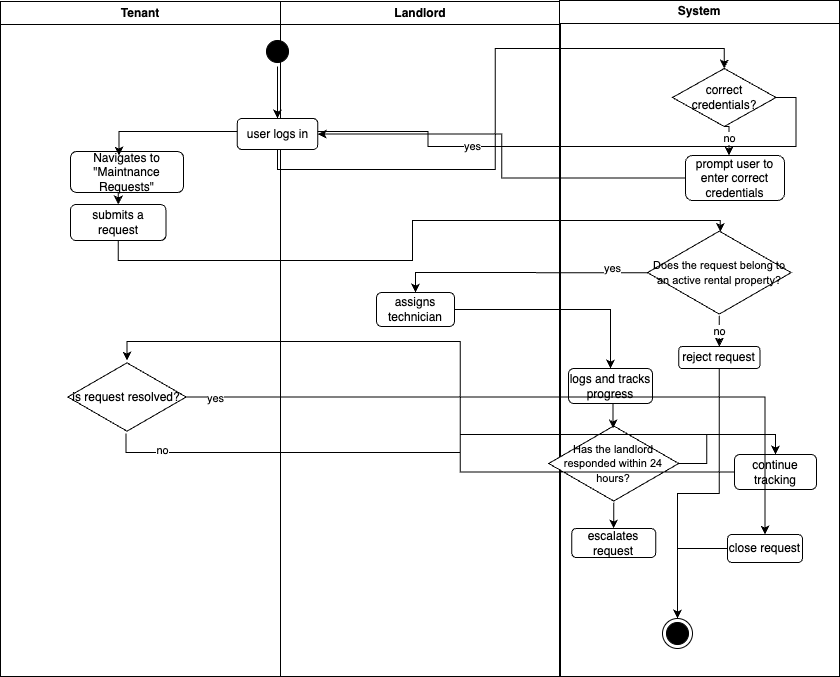 Tenant
Landlord
System
correct
credentials?
user logs in
no
yes
Navigates to
"Maintnance
Requests"
prompt user to
enter correct
credentials
submits a
request
Does the request belong to
an active rental property?
yes
assigns
technician
no
reject request
logs and tracks
progress
Is request resolved?
yes
no
Has the landlord
responded within 24
hours?
continue
tracking
escalates
request
close request